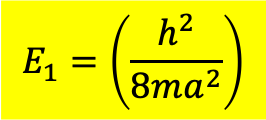 E₁ = (h² / 8ma²)